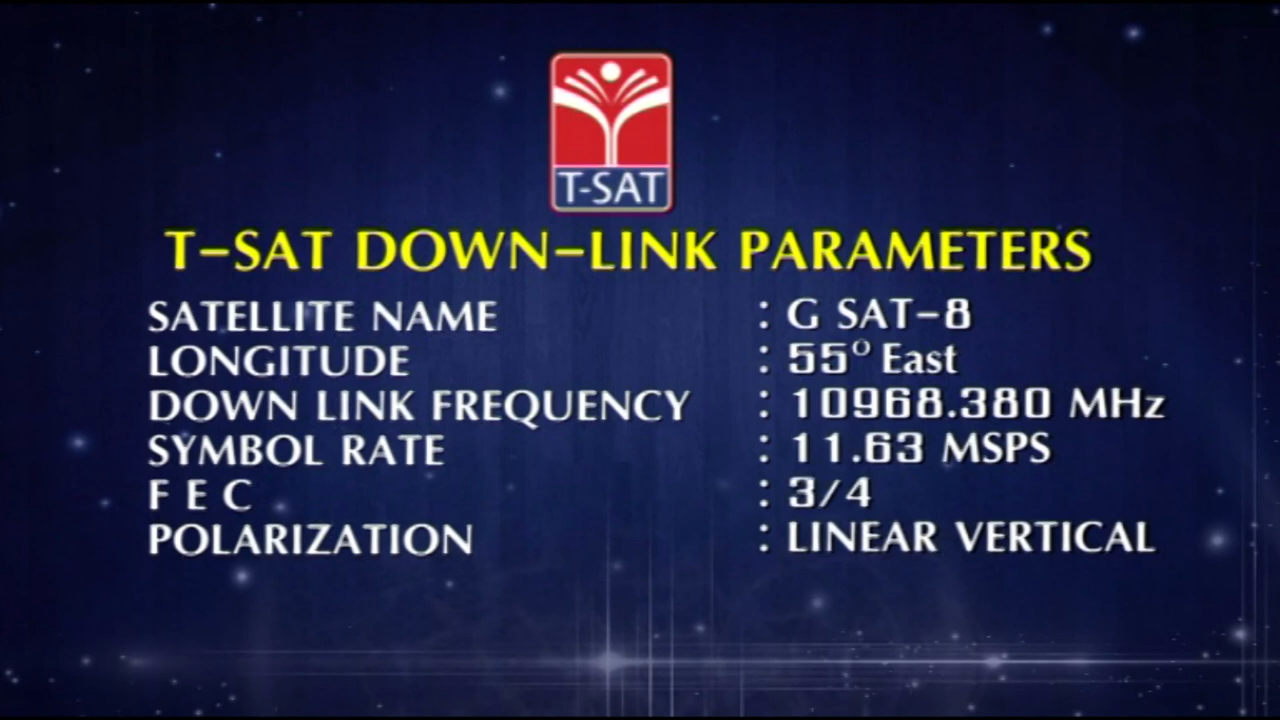 T-SAT
T-SAT DOWN-LINK PARAMETERS
SATELLITE NAME : G SAT-8
LONGITUDE : 55° East
DOWN LINK FREQUENCY : 10968.380 MHz
SYMBOL RATE : 11.63 MSPS
F E C : 3/4
POLARIZATION : LINEAR VERTICAL